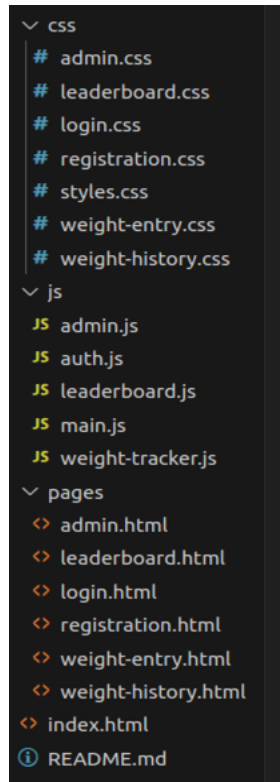 css
# admin.css
# leaderboard.css
# login.css
# registration.css
# styles.css
# weight-entry.css
# weight-history.css
js
JS admin.js
JS auth.js
JS leaderboard.js
JS main.js
JS weight-tracker.js
pages
<> admin.html
<> leaderboard.html
<> login.html
<> registration.html
<> weight-entry.html
<> weight-history.html
<> index.html
README.md